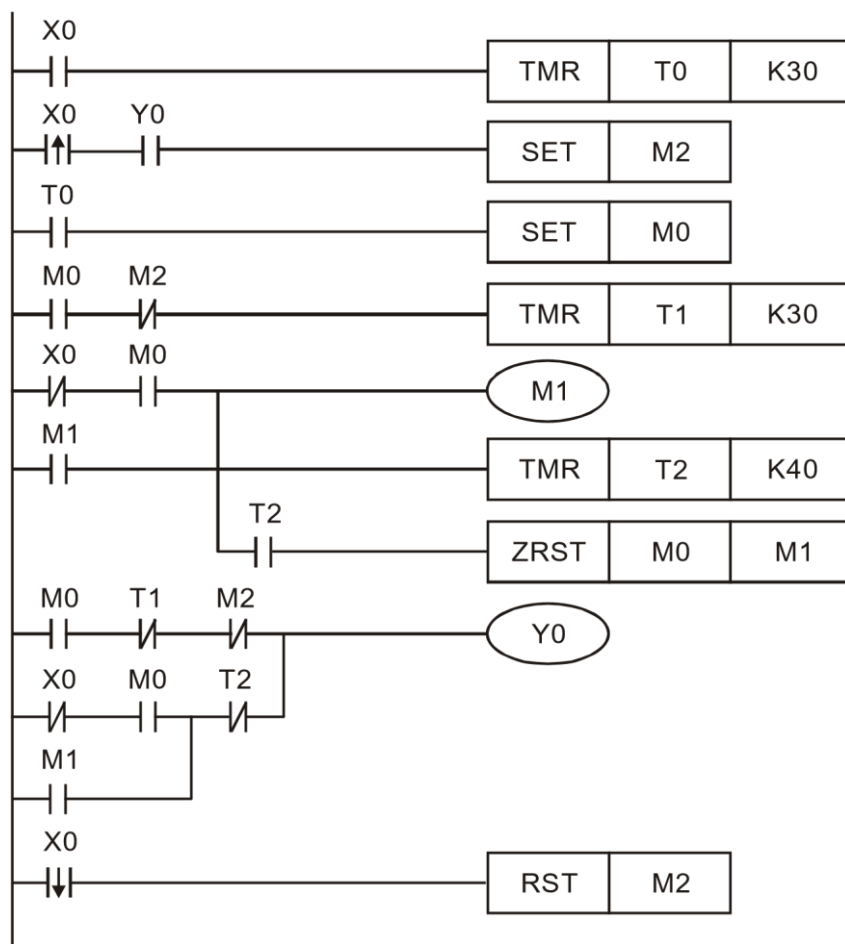 X0
TMR T0 K30
X0 Y0
SET M2
T0
SET M0
M0 M2
TMR T1 K30
X0 M0
M1
M1
TMR T2 K40
T2
ZRST M0 M1
M0 T1 M2
Y0
X0 M0 T2
M1
X0
RST M2